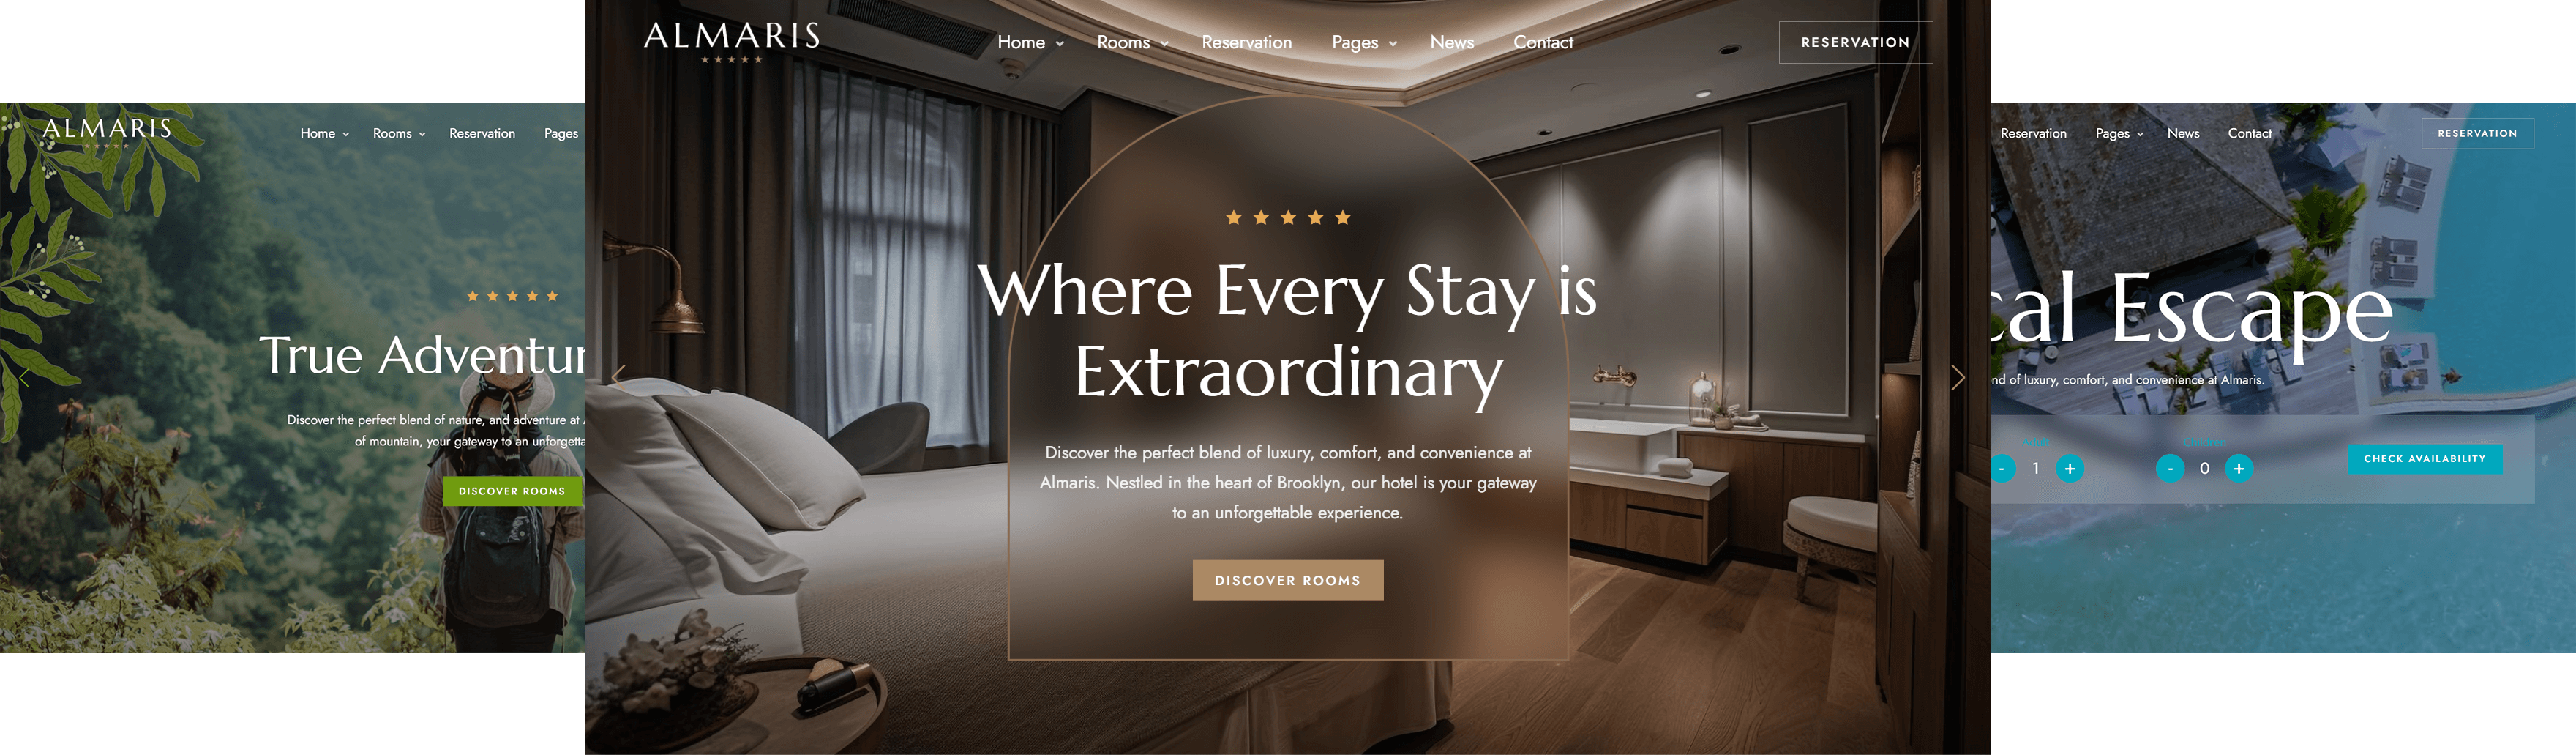 ALMARIS
Home Rooms Reservation Pages
True Adventur
Discover the perfect blend of nature, and adventure at
of mountain, your gateway to an unforgetta
DISCOVER ROOMS
ALMARIS
Home Rooms Reservation Pages News Contact
RESERVATION
Where Every Stay is
Extraordinary
Discover the perfect blend of luxury, comfort, and convenience at
Almaris. Nestled in the heart of Brooklyn, our hotel is your gateway
to an unforgettable experience.
DISCOVER ROOMS
Reservation Pages News Contact
RESERVATION
cal Escape
nd of luxury, comfort, and convenience at Almaris.
Children
- 1 +
- 0 +
CHECK AVAILABILITY